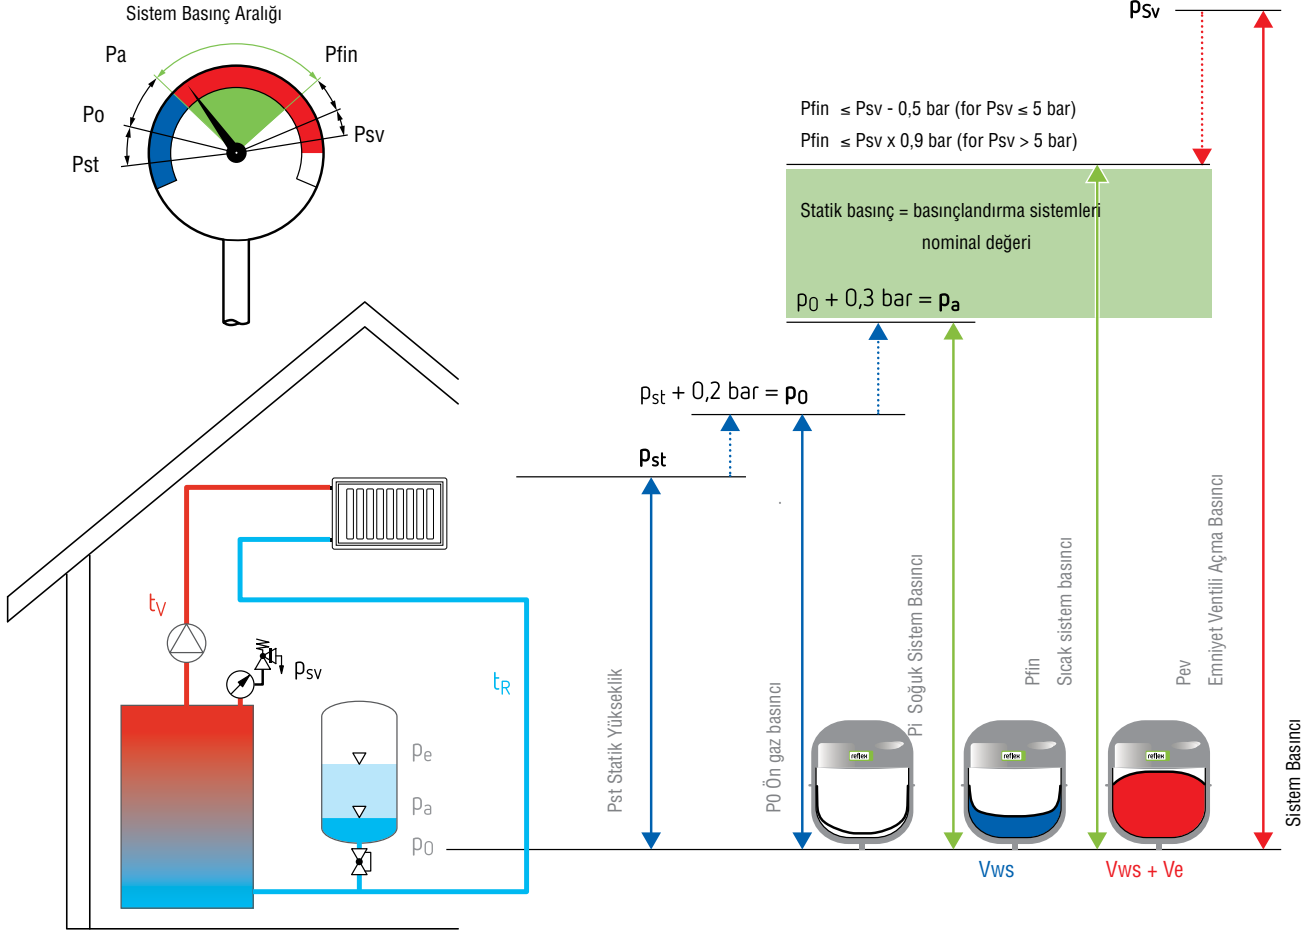 Sistem Basınç Aralığı
Pa
Pfin
Po
Psv
Pst
pSv
Pfin ≤ Psv - 0,5 bar (for Psv ≤ 5 bar)
Pfin ≤ Psv x 0,9 bar (for Psv > 5 bar)
Statik basınç = basınçlandırma sistemleri
nominal değeri
p0 + 0,3 bar = pa
pst + 0,2 bar = p0
pst
tV
pSV
tR
pe
pa
p0
Pst Statik Yükseklik
P0 Ön gaz basıncı
Pi Soğuk Sistem Basıncı
Pfin
Sıcak sistem basıncı
Pev
Emniyet Ventili Açma Basıncı
Sistem Basıncı
reflex
reflex
reflex
Vws
Vws + Ve